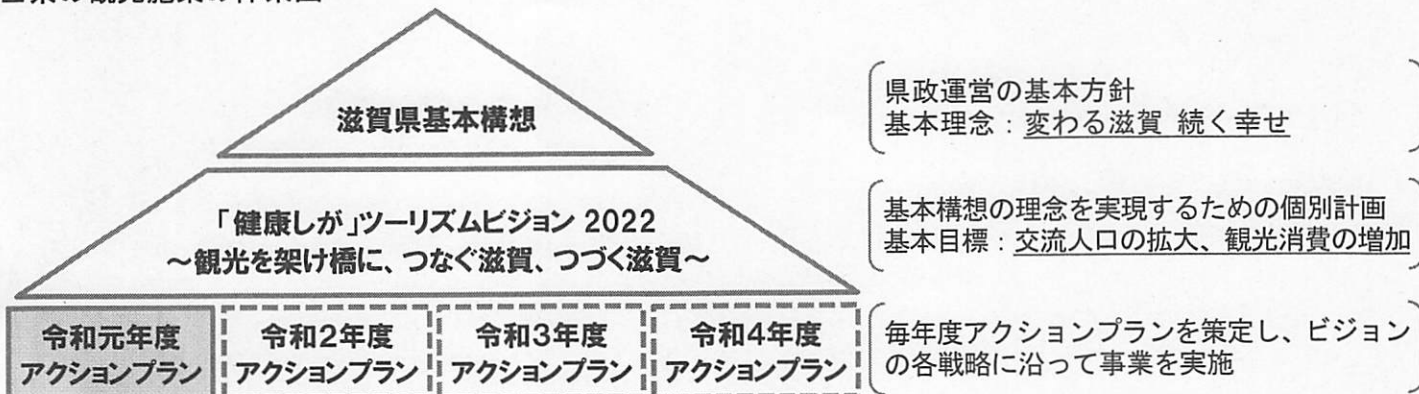 滋賀県基本構想
県政運営の基本方針
基本理念：変わる滋賀 続く幸せ
「健康しが」ツーリズムビジョン 2022
～観光を架け橋に、つなぐ滋賀、つづく滋賀～
基本構想の理念を実現するための個別計画
基本目標：交流人口の拡大、観光消費の増加
令和元年度
アクションプラン
令和2年度
アクションプラン
令和3年度
アクションプラン
令和4年度
アクションプラン
毎年度アクションプランを策定し、ビジョン
の各戦略に沿って事業を実施